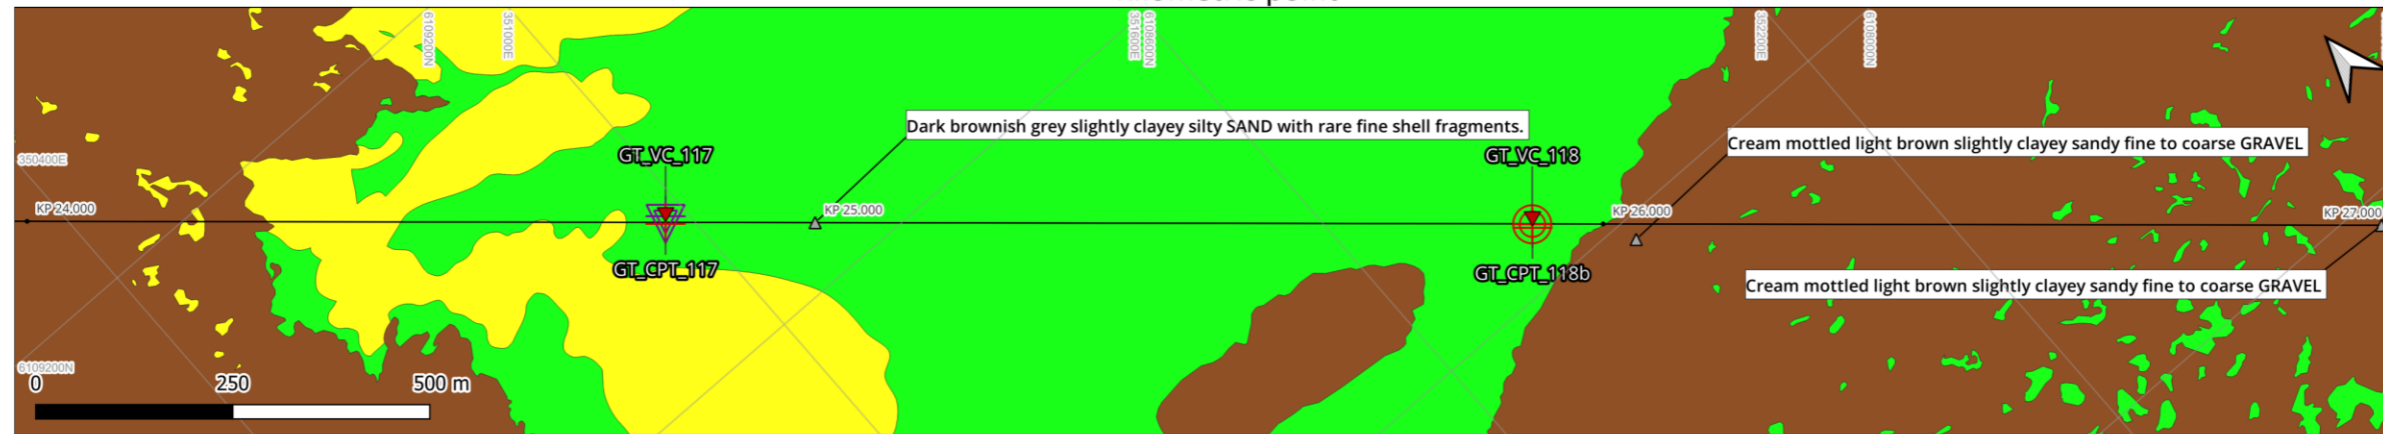 61092000N
351000E
351600E
6108600N
352200E
6108000N
Dark brownish grey slightly clayey silty SAND with rare fine shell fragments.
Cream mottled light brown slightly clayey sandy fine to coarse GRAVEL
GT_VC_117
GT_VC_118
350400E
KP 24.000
KP 25.000
KP 26.000
KP 27.000
GT_CPT_117
GT_CPT_118b
Cream mottled light brown slightly clayey sandy fine to coarse GRAVEL
6109200N
0 250 500 m